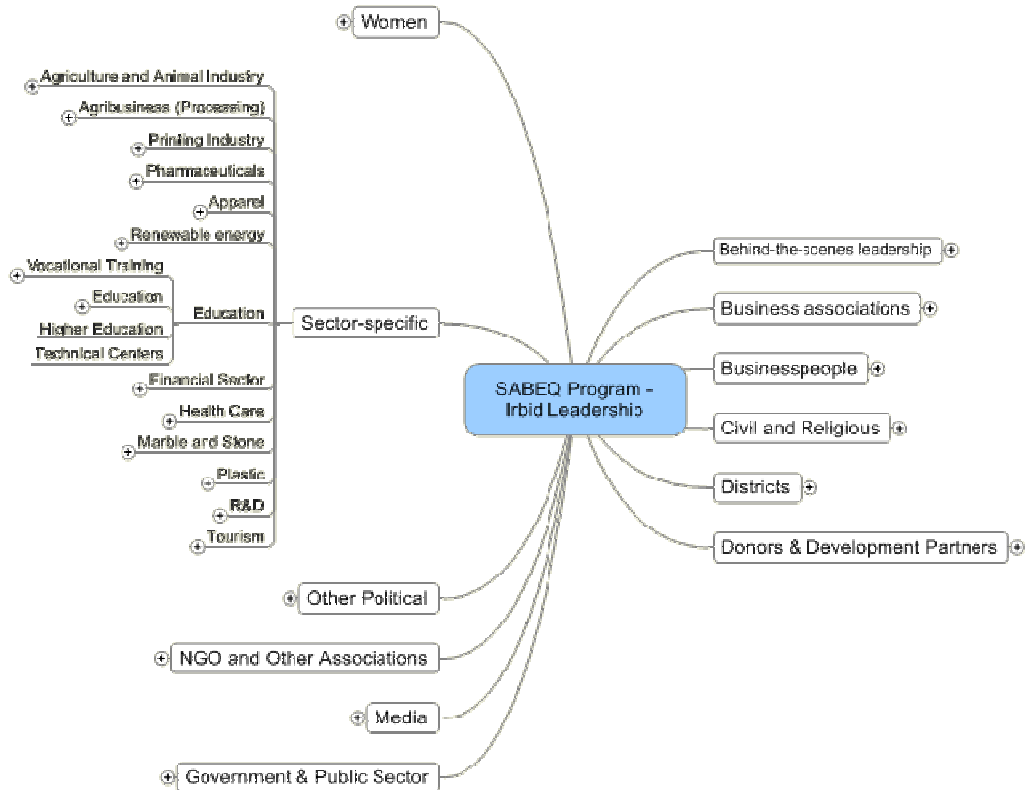 Women
Agriculture and Animal Industry
Agribusiness (Processing)
Printing Industry
Pharmaceuticals
Apparel
Renewable energy
Vocational Training
Education
Higher Education
Technical Centers
Education
Financial Sector
Health Care
Marble and Stone
Plastic
R&D
Tourism
Sector-specific
Other Political
NGO and Other Associations
Media
Government & Public Sector
SABEQ Program -
Irbid Leadership
Behind-the-scenes leadership
Business associations
Businesspeople
Civil and Religious
Districts
Donors & Development Partners